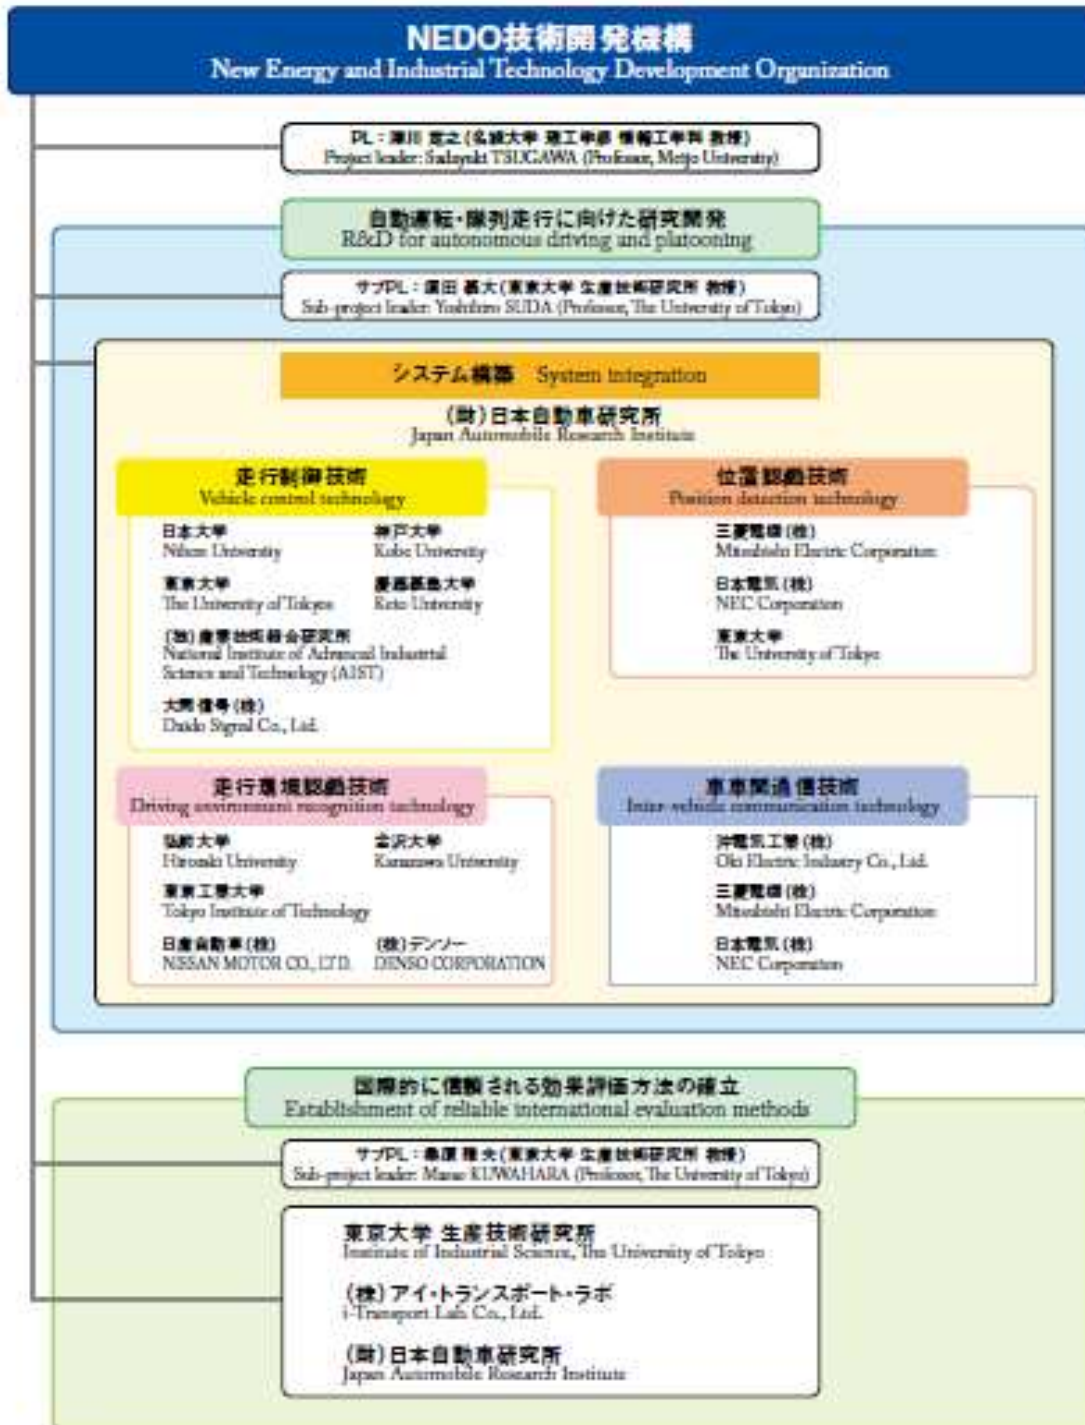 NEDO技術開発機構
New Energy and Industrial Technology Development Organization
PL：津川 定之(名城大学 理工学部 情報工学科 教授)
Project leader: Sadayuki TSUGAWA (Professor, Meijo University)
自動運転・隊列走行に向けた研究開発
R&D for autonomous driving and platooning
サブPL：須田 義大(東京大学 生産技術研究所 教授)
Sub-project leader: Yoshihiro SUDA (Professor, The University of Tokyo)
システム構築 System integration
(財)日本自動車研究所
Japan Automobile Research Institute
走行制御技術
Vehicle control technology
日本大学 神戸大学
Nihon University Kobe University
東京大学 慶應義塾大学
The University of Tokyo Keio University
(独)産業技術総合研究所
National Institute of Advanced Industrial
Science and Technology (AIST)
大同信号(株)
Daido Signal Co., Ltd.
位置認識技術
Position detection technology
三菱電機(株)
Mitsubishi Electric Corporation
日本電気(株)
NEC Corporation
東京大学
The University of Tokyo
走行環境認識技術
Driving environment recognition technology
弘前大学 金沢大学
Hirosaki University Kanazawa University
東京工業大学
Tokyo Institute of Technology
日産自動車(株) (株)デンソー
NISSAN MOTOR CO., LTD. DENSO CORPORATION
車車間通信技術
Inter-vehicle communication technology
沖電気工業(株)
Oki Electric Industry Co., Ltd.
三菱電機(株)
Mitsubishi Electric Corporation
日本電気(株)
NEC Corporation
国際的に信頼される効果評価方法の確立
Establishment of reliable international evaluation methods
サブPL：桑原 雅夫(東京大学 生産技術研究所 教授)
Sub-project leader: Masao KUWAHARA (Professor, The University of Tokyo)
東京大学 生産技術研究所
Institute of Industrial Science, The University of Tokyo
(株)アイ・トランスポート・ラボ
i-Transport Lab. Co., Ltd.
(財)日本自動車研究所
Japan Automobile Research Institute